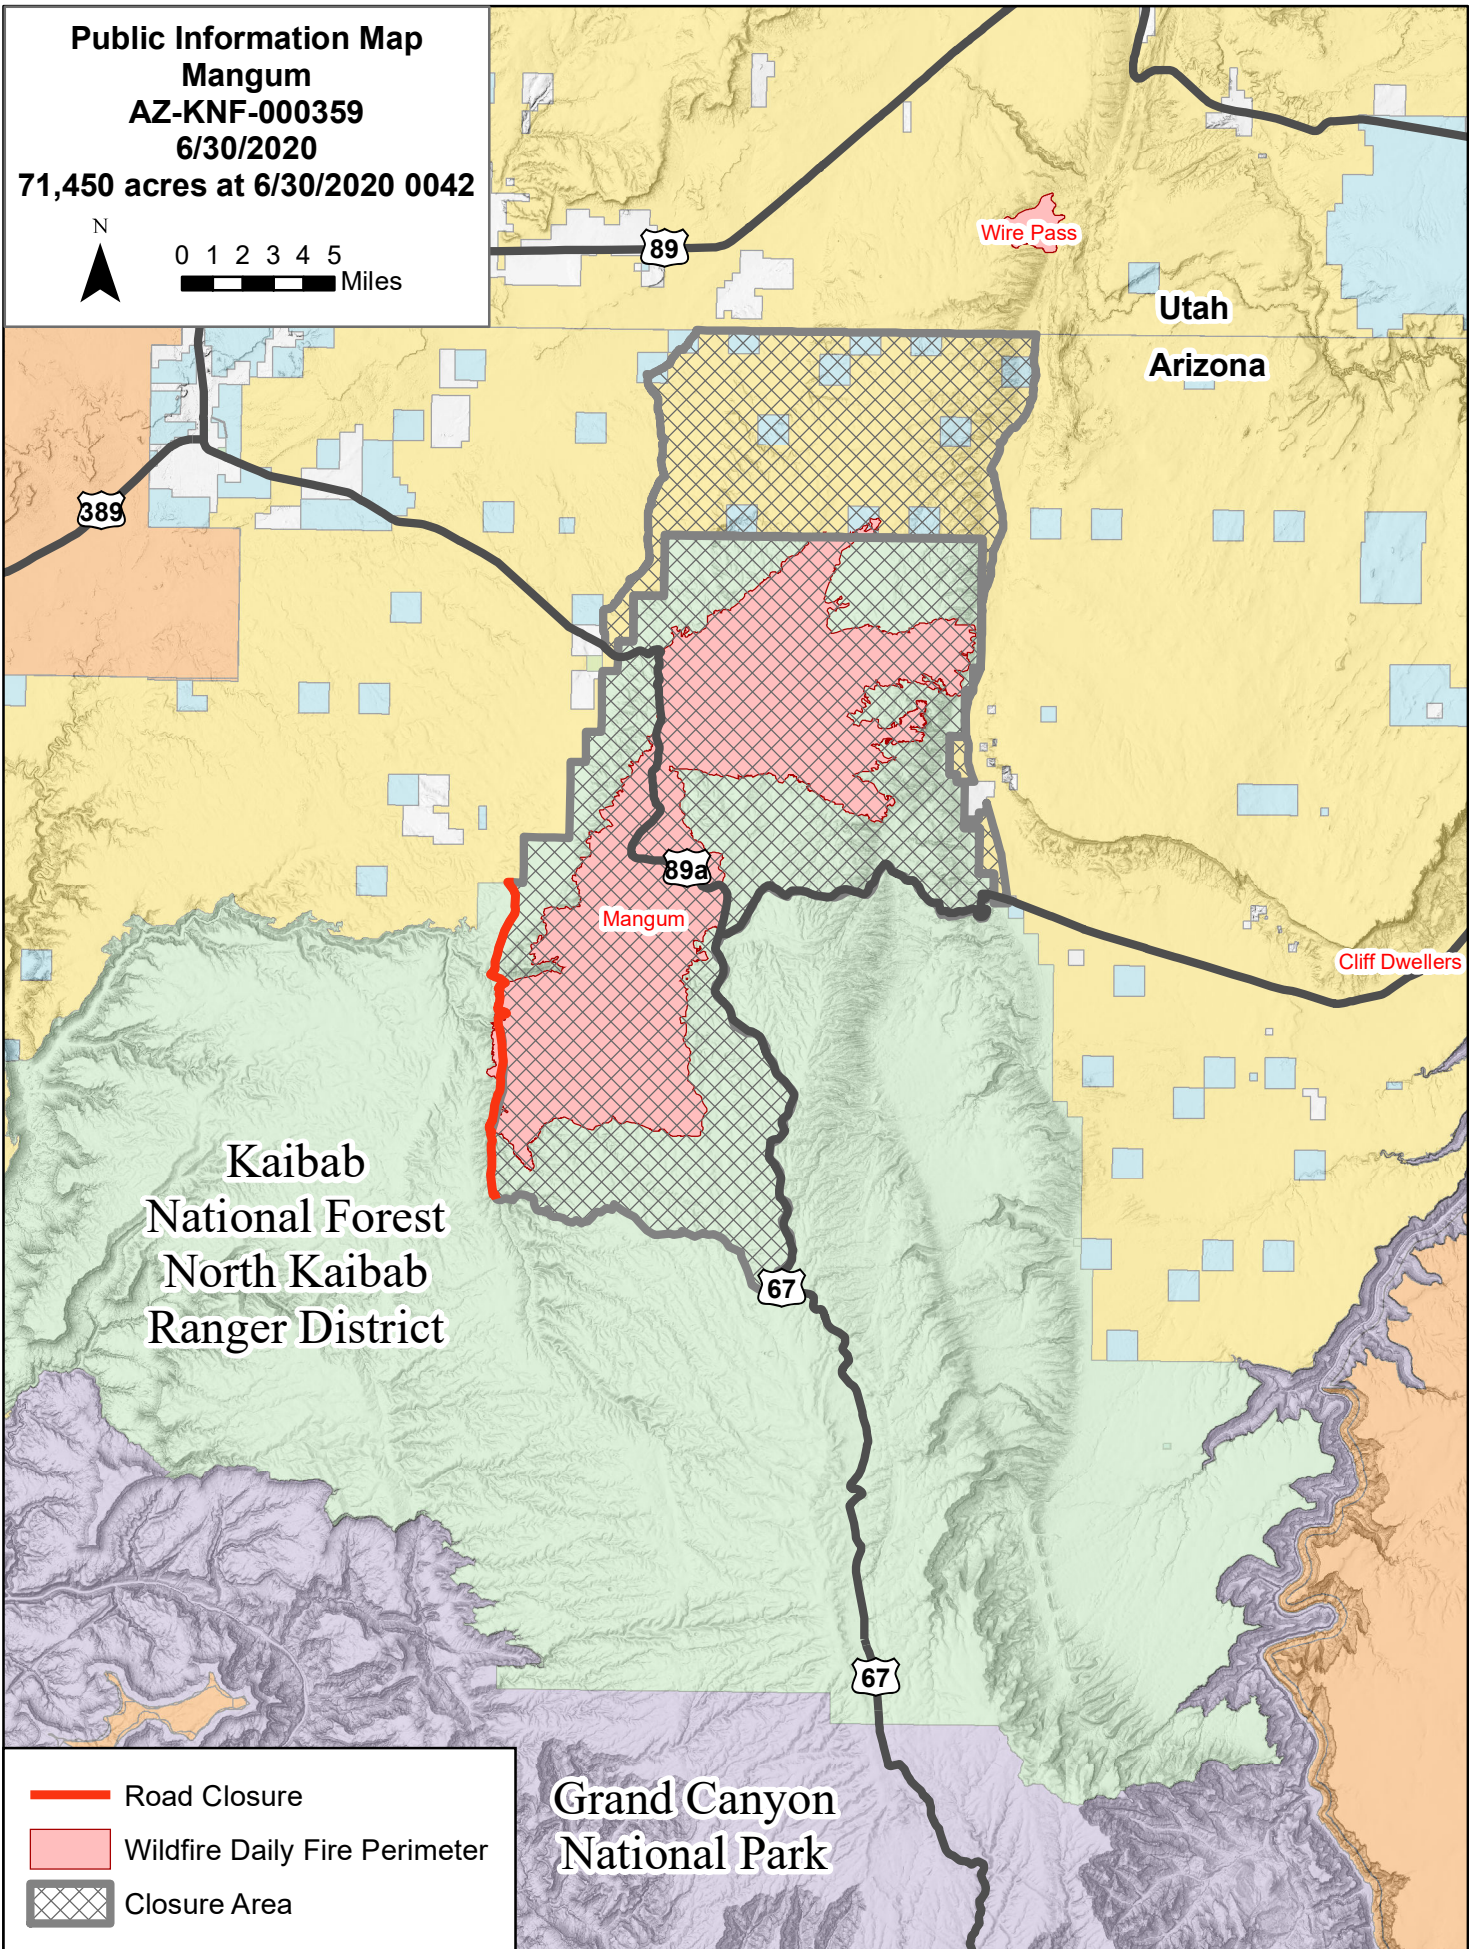 Public Information Map
Mangum
AZ-KNF-000359
6/30/2020
71,450 acres at 6/30/2020 0042
N
0 1 2 3 4 5
Miles
89
Wire Pass
Utah
Arizona
389
89a
Mangum
Cliff Dwellers
Kaibab
National Forest
North Kaibab
Ranger District
67
67
Grand Canyon
National Park
Road Closure
Wildfire Daily Fire Perimeter
Closure Area